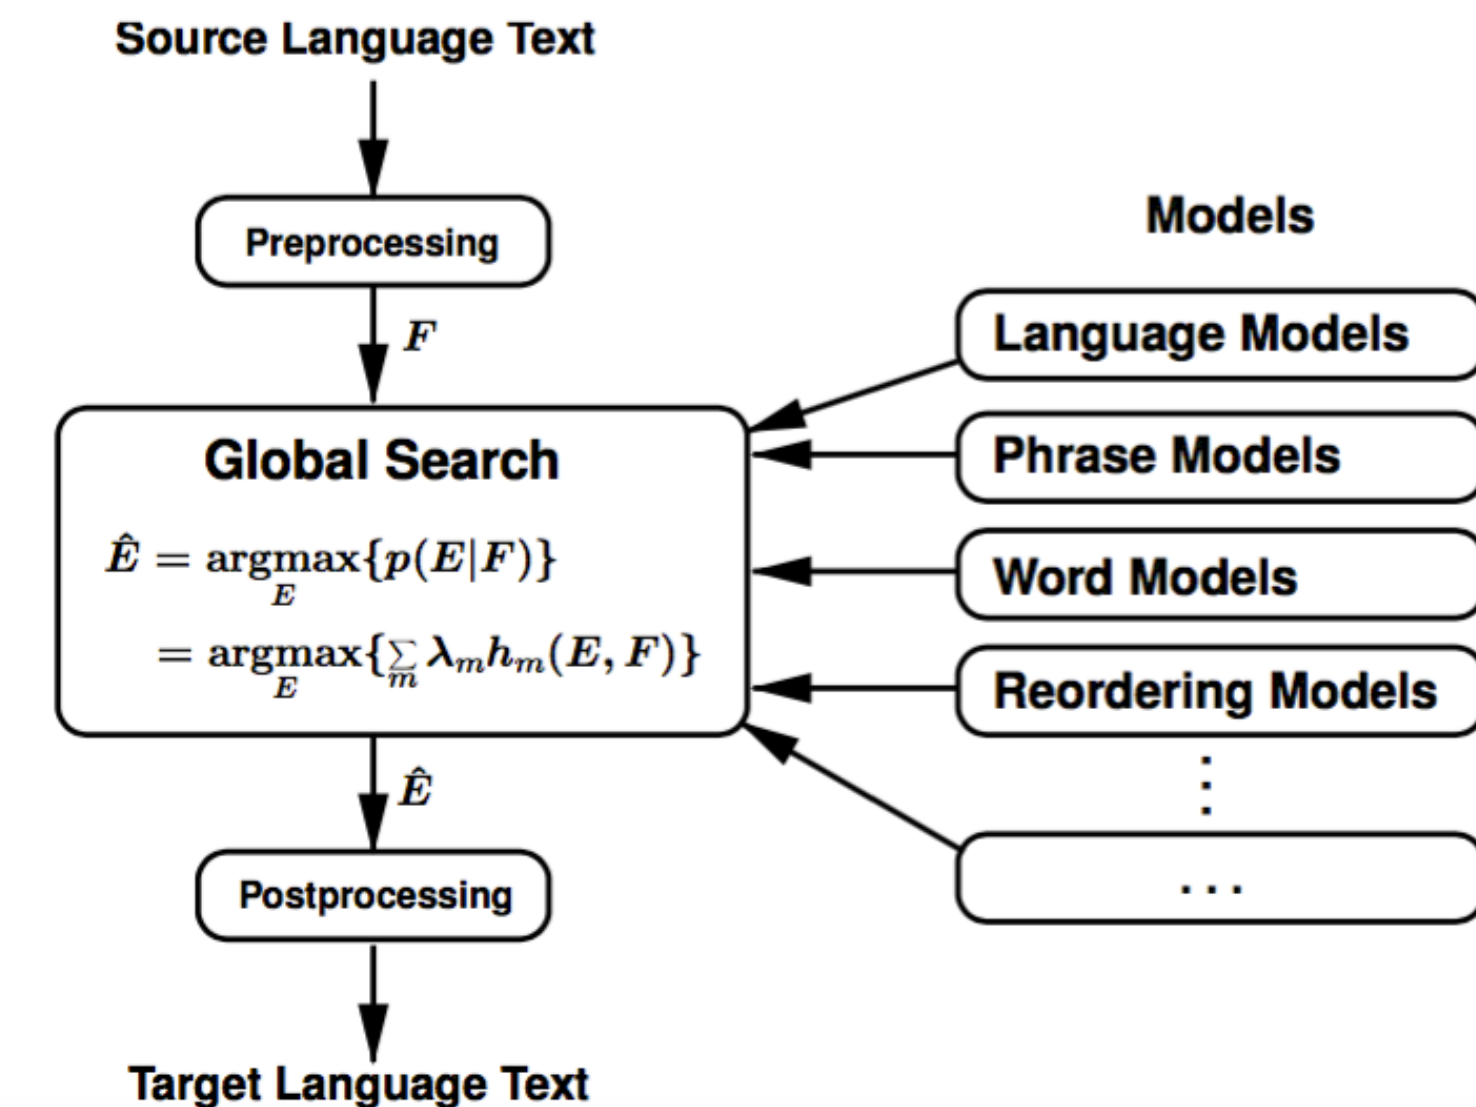 Source Language Text
Preprocessing
F
Global Search
Ê = argmax{p(E|F)}
E
= argmax{∑ λₘhₘ(E, F)}
E m
Ê
Postprocessing
Target Language Text
Models
Language Models
Phrase Models
Word Models
Reordering Models
⋮
...